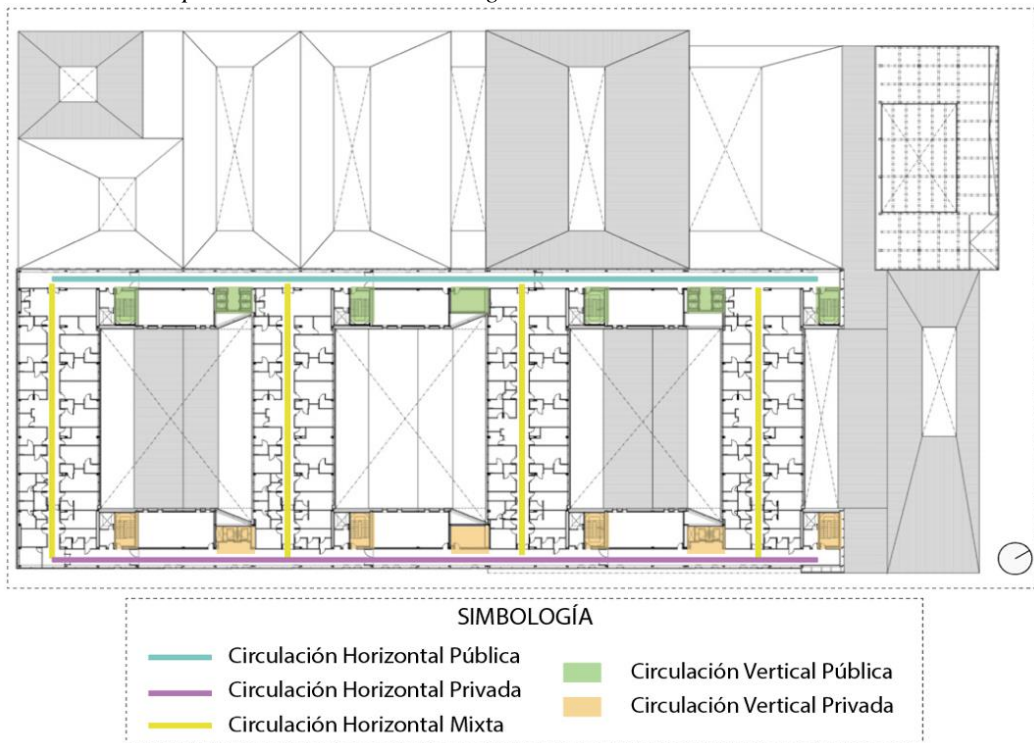 SIMBOLOGÍA
Circulación Horizontal Pública
Circulación Horizontal Privada
Circulación Horizontal Mixta
Circulación Vertical Pública
Circulación Vertical Privada